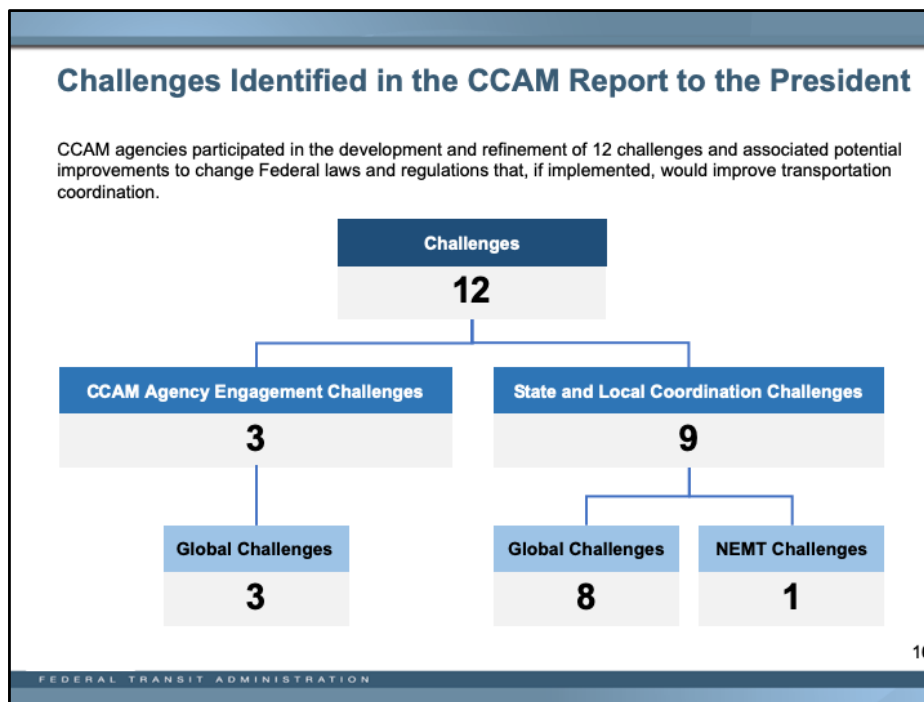 Challenges Identified in the CCAM Report to the President
CCAM agencies participated in the development and refinement of 12 challenges and associated potential
improvements to change Federal laws and regulations that, if implemented, would improve transportation
coordination.
Challenges
12
CCAM Agency Engagement Challenges
3
State and Local Coordination Challenges
9
Global Challenges
3
Global Challenges
8
NEMT Challenges
1
FEDERAL TRANSIT ADMINISTRATION